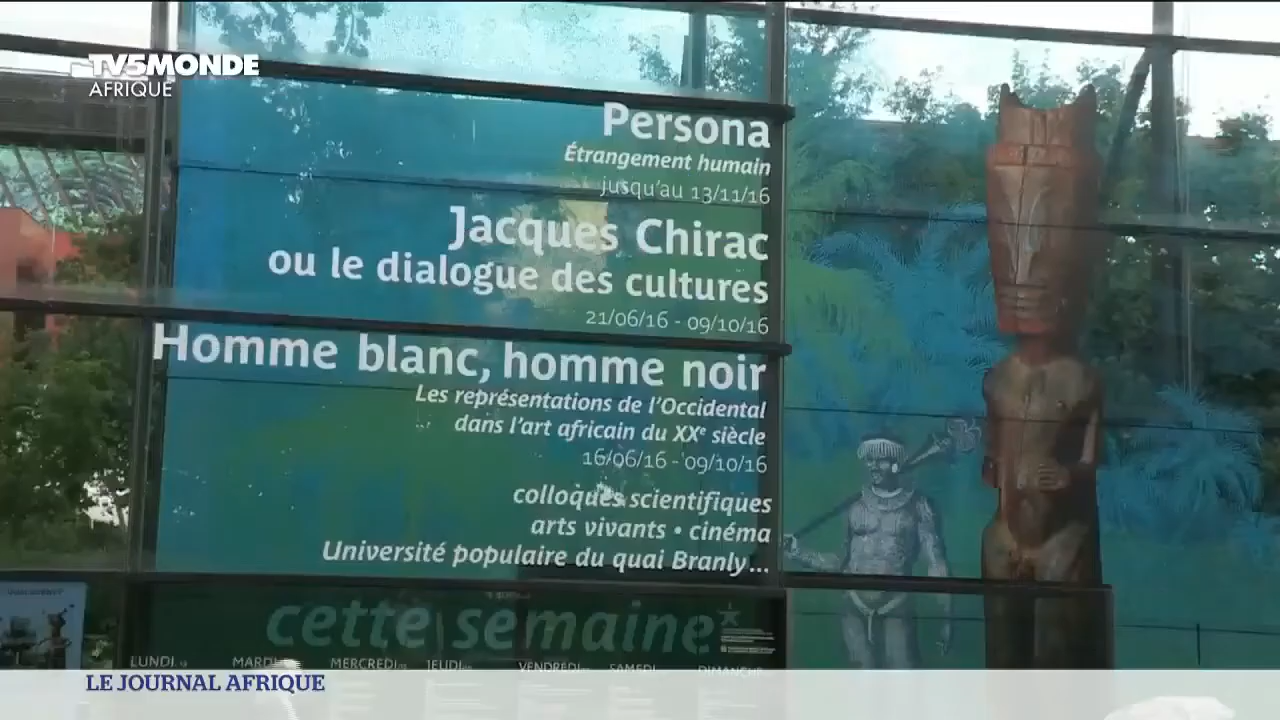 TV5MONDE
AFRIQUE
Persona
Étrangement humain
jusqu'au 13/11/16
Jacques Chirac
ou le dialogue des cultures
21/06/16 - 09/10/16
Homme blanc, homme noir
Les représentations de l'Occidental
dans l'art africain du XXe siècle
16/06/16 - 09/10/16
colloques scientifiques
arts vivants • cinéma
Université populaire du quai Branly...
cette semaine
LUNDI MARDI MERCREDI JEUDI VENDREDI SAMEDI DIMANCHE
LE JOURNAL AFRIQUE